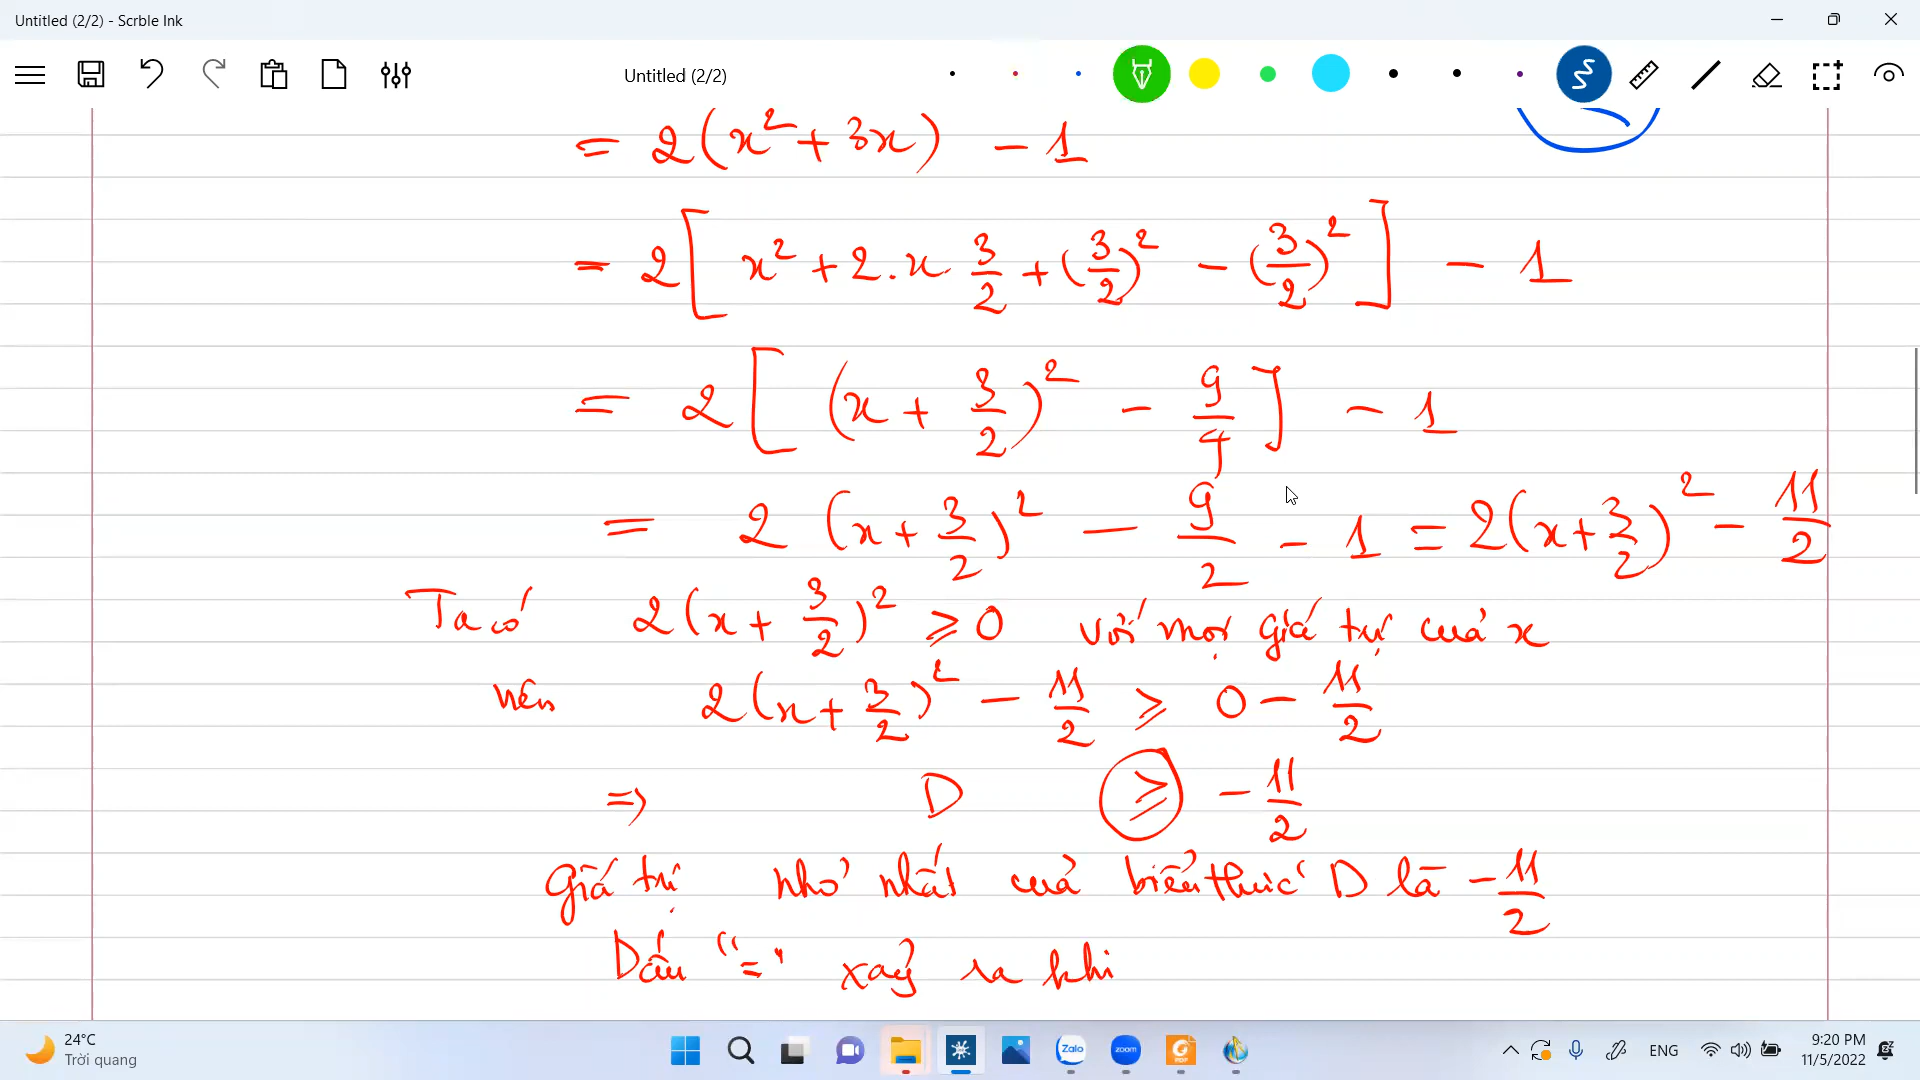 Untitled (2/2) - Scrble Ink
Untitled (2/2)
= 2(x² + 3x) - 1
= 2[x² + 2.x.3/2 + (3/2)² - (3/2)²] - 1
= 2[(x + 3/2)² - 9/4] - 1
= 2(x + 3/2)² - 9/2 - 1 = 2(x + 3/2)² - 11/2
Ta có 2(x + 3/2)² ⩾ 0 với mọi giá trị của x
nên 2(x + 3/2)² - 11/2 ⩾ 0 - 11/2
=> D ⩾ - 11/2
Giá trị nhỏ nhất của biểu thức D là - 11/2
Dấu "=" xảy ra khi
24°C
Trời quang
Zalo
zoom
ENG
9:20 PM
11/5/2022